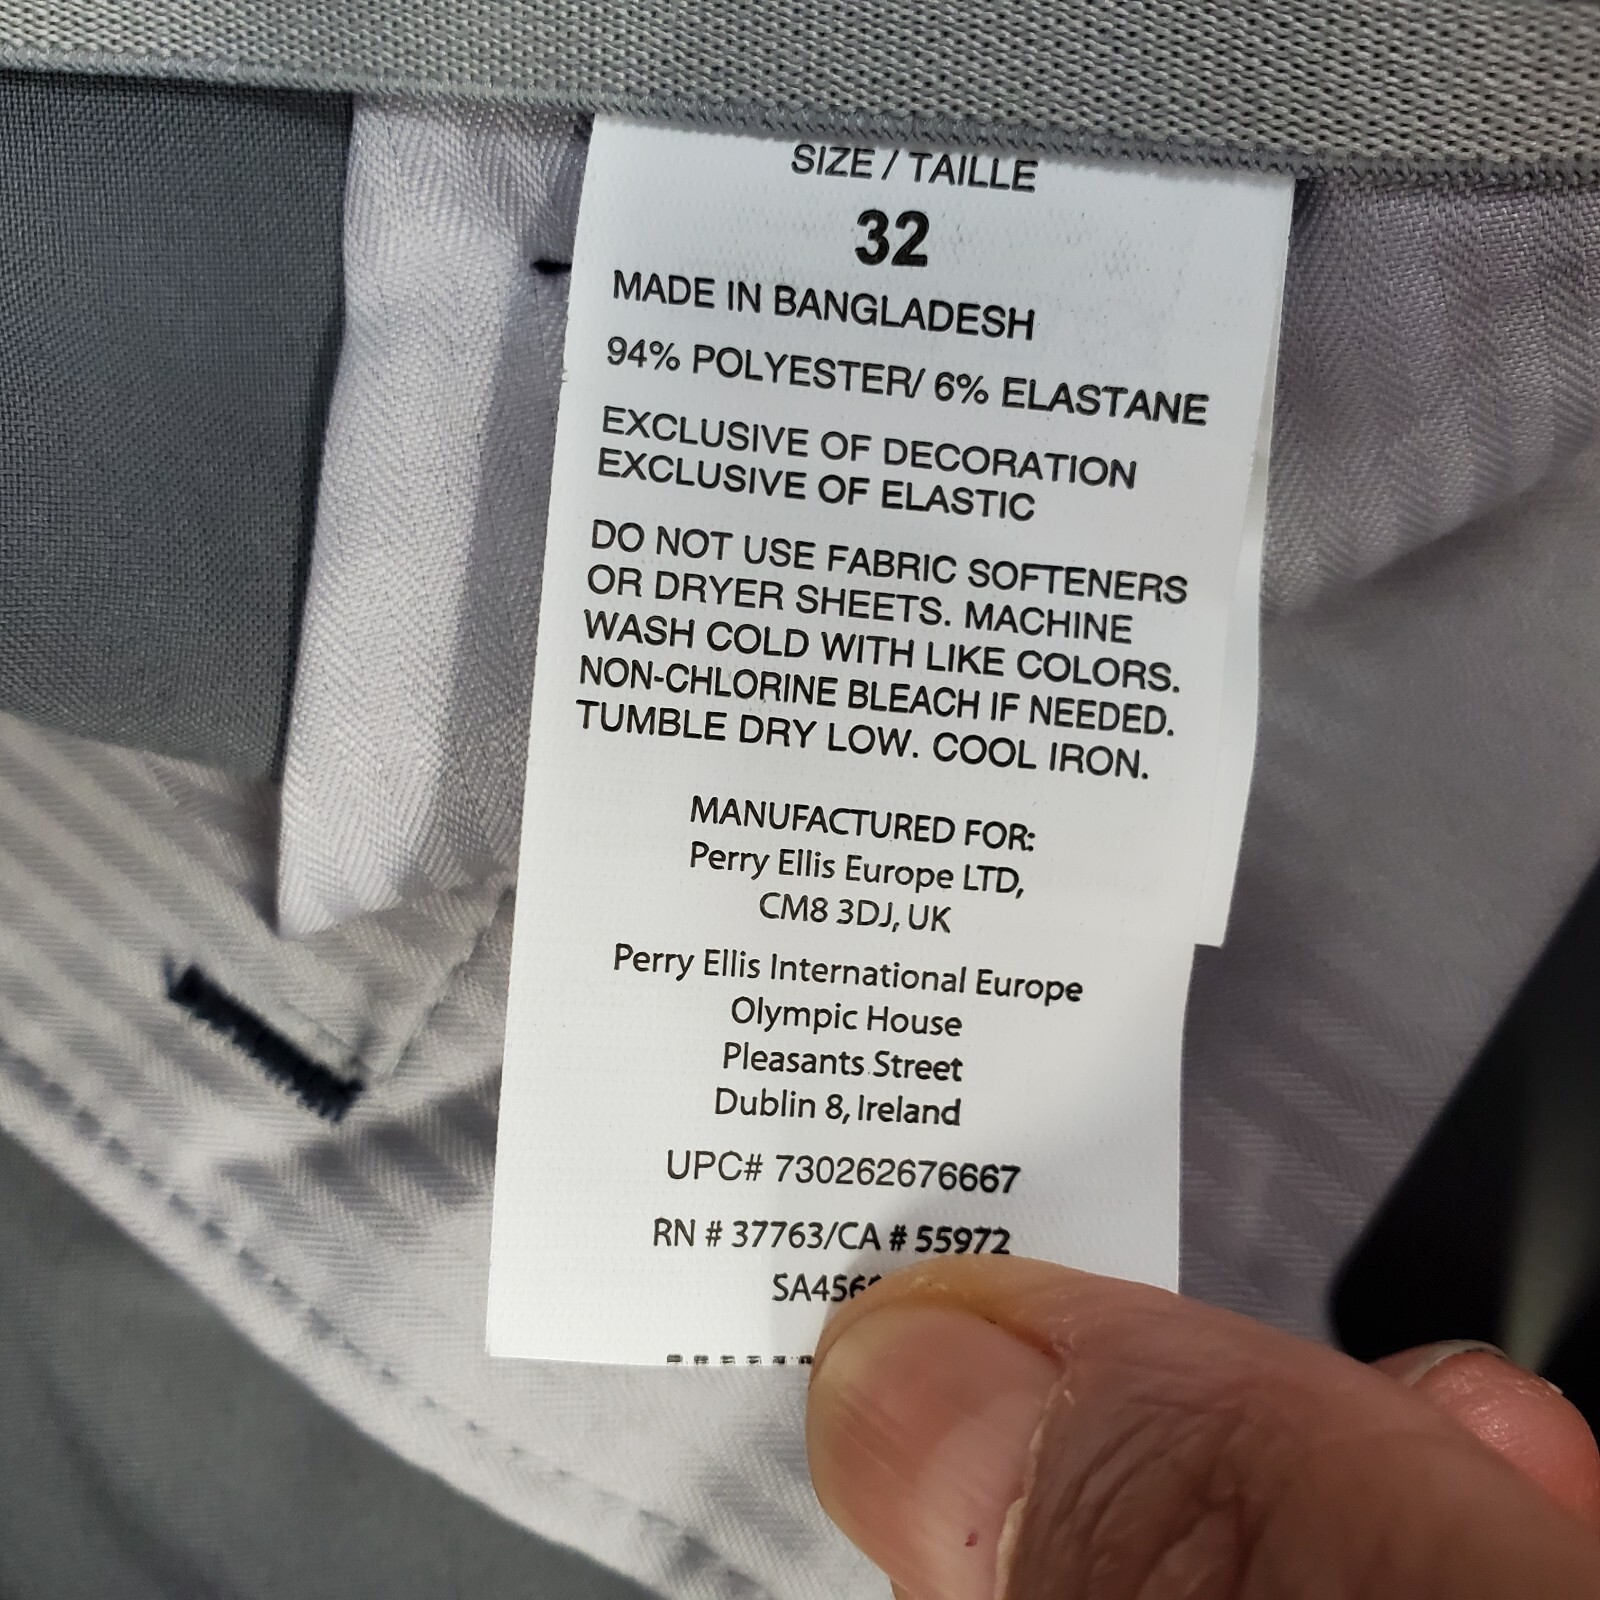 SIZE / TAILLE
32
MADE IN BANGLADESH
94% POLYESTER/ 6% ELASTANE
EXCLUSIVE OF DECORATION
EXCLUSIVE OF ELASTIC
DO NOT USE FABRIC SOFTENERS
OR DRYER SHEETS. MACHINE
WASH COLD WITH LIKE COLORS.
NON-CHLORINE BLEACH IF NEEDED.
TUMBLE DRY LOW. COOL IRON.
MANUFACTURED FOR:
Perry Ellis Europe LTD,
CM8 3DJ, UK
Perry Ellis International Europe
Olympic House
Pleasants Street
Dublin 8, Ireland
UPC# 730262676667
RN # 37763/CA # 55972